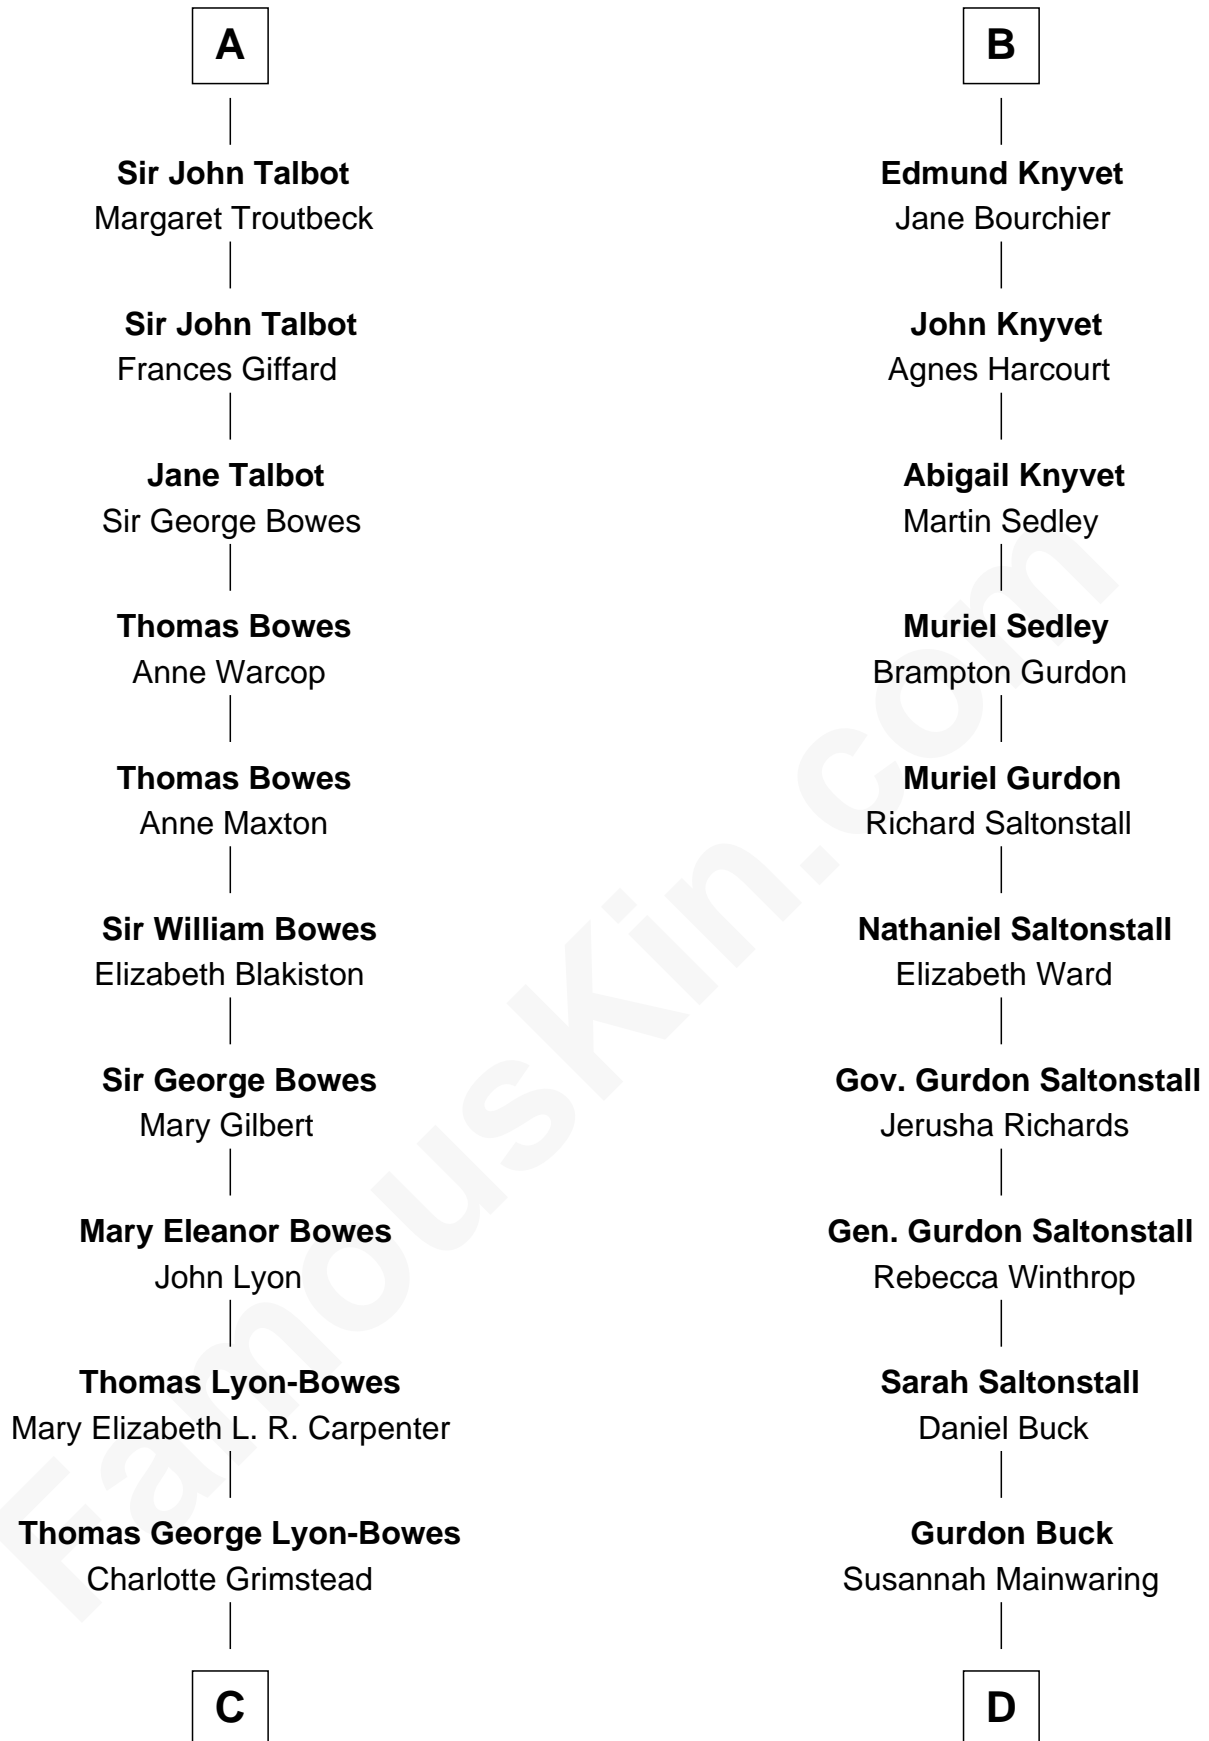 A
Sir John Talbot
Margaret Troutbeck
Sir John Talbot
Frances Giffard
Jane Talbot
Sir George Bowes
Thomas Bowes
Anne Warcop
Thomas Bowes
Anne Maxton
Sir William Bowes
Elizabeth Blakiston
Sir George Bowes
Mary Gilbert
Mary Eleanor Bowes
John Lyon
Thomas Lyon-Bowes
Mary Elizabeth L. R. Carpenter
Thomas George Lyon-Bowes
Charlotte Grimstead
C
B
Edmund Knyvet
Jane Bourchier
John Knyvet
Agnes Harcourt
Abigail Knyvet
Martin Sedley
Muriel Sedley
Brampton Gurdon
Muriel Gurdon
Richard Saltonstall
Nathaniel Saltonstall
Elizabeth Ward
Gov. Gurdon Saltonstall
Jerusha Richards
Gen. Gurdon Saltonstall
Rebecca Winthrop
Sarah Saltonstall
Daniel Buck
Gurdon Buck
Susannah Mainwaring
D
FamousKin.com